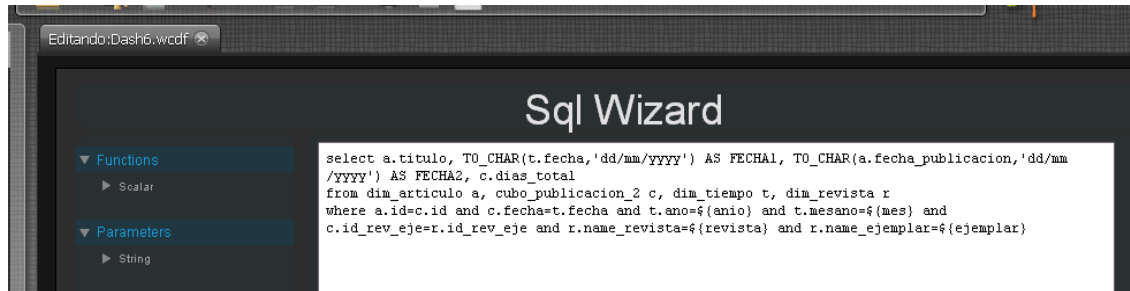 Editando:Dash6.wcdf
Sql Wizard
Functions
Scalar
Parameters
String
select a.titulo, TO_CHAR(t.fecha,'dd/mm/yyyy') AS FECHA1, TO_CHAR(a.fecha_publicacion,'dd/mm
/yyyy') AS FECHA2, c.dias_total
from dim_articulo a, cubo_publicacion_2 c, dim_tiempo t, dim_revista r
where a.id=c.id and c.fecha=t.fecha and t.ano=${anio} and t.mesano=${mes} and
c.id_rev_eje=r.id_rev_eje and r.name_revista=${revista} and r.name_ejemplar=${ejemplar}